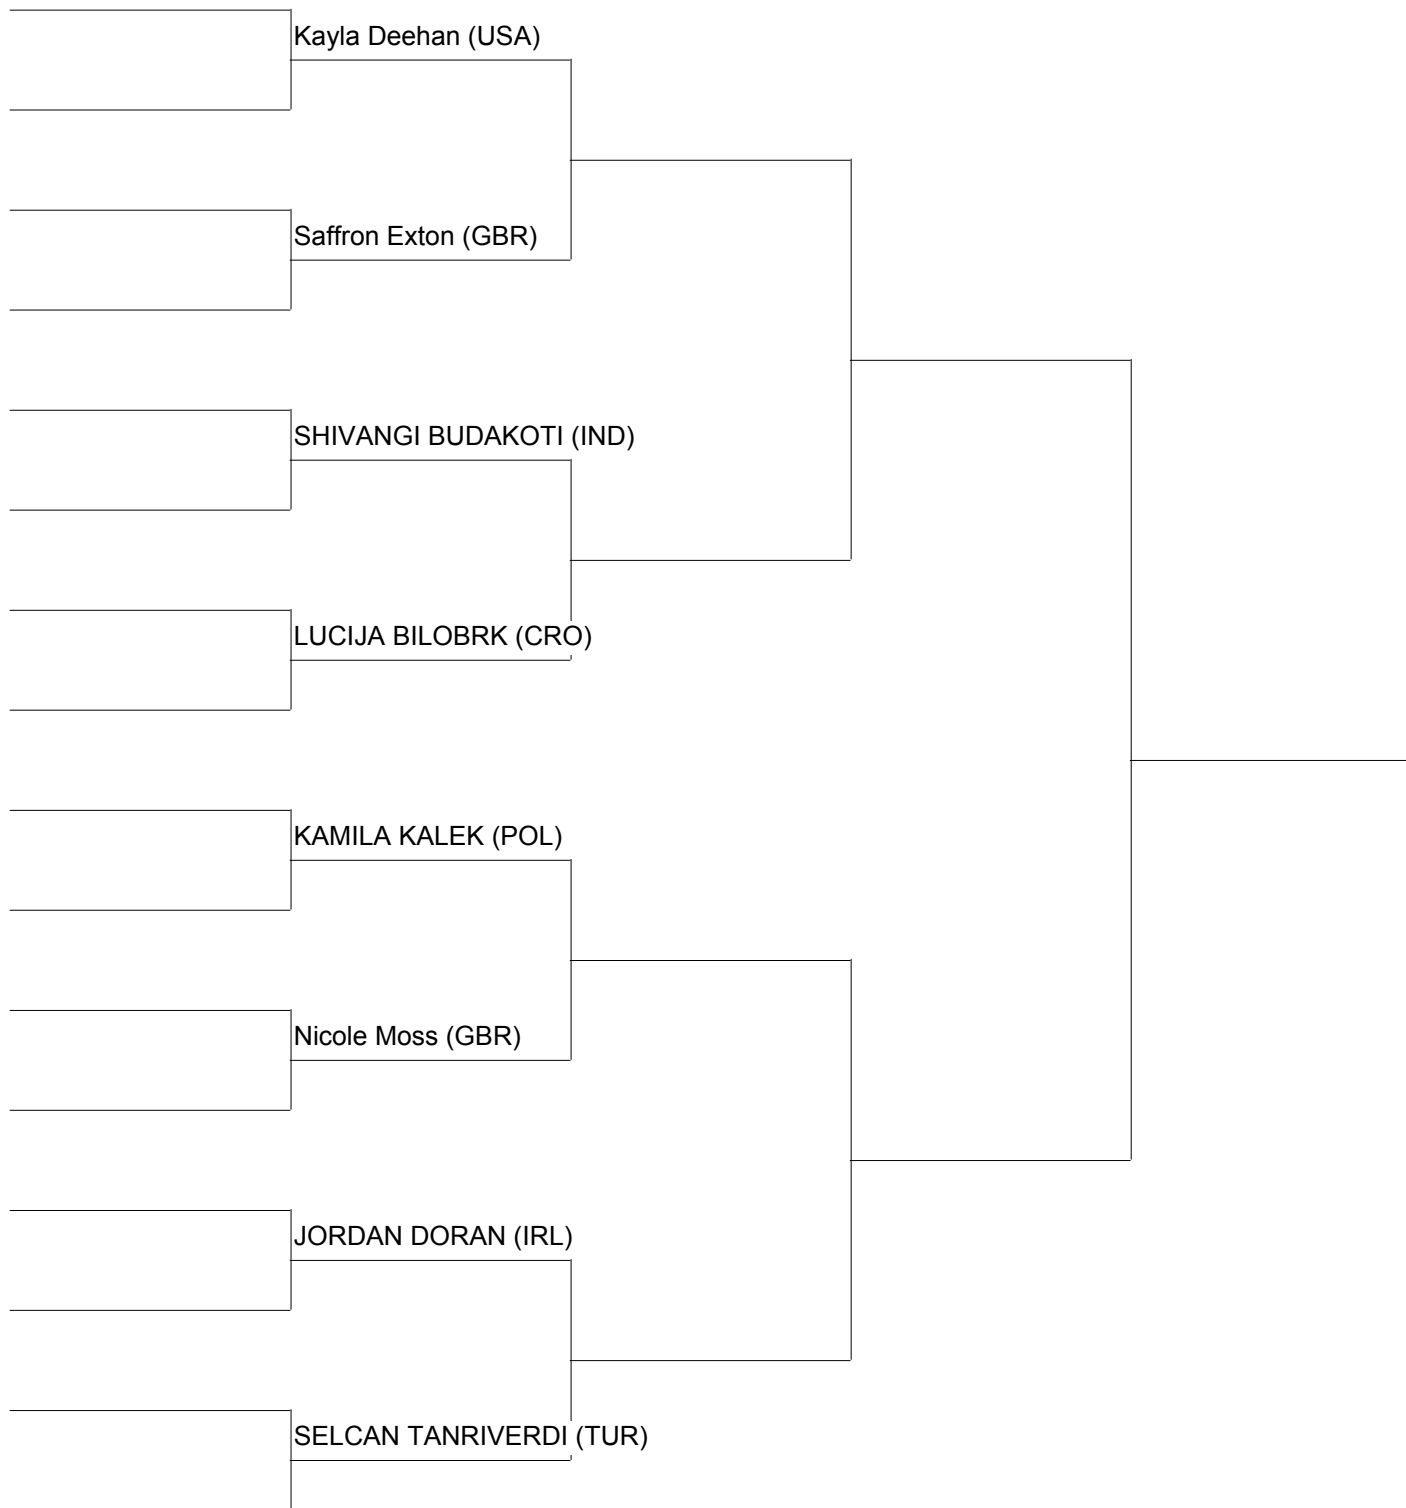 Kayla Deehan (USA)
Saffron Exton (GBR)
SHIVANGI BUDAKOTI (IND)
LUCIJA BILOBRK (CRO)
KAMILA KALEK (POL)
Nicole Moss (GBR)
JORDAN DORAN (IRL)
SELCAN TANRIVERDI (TUR)